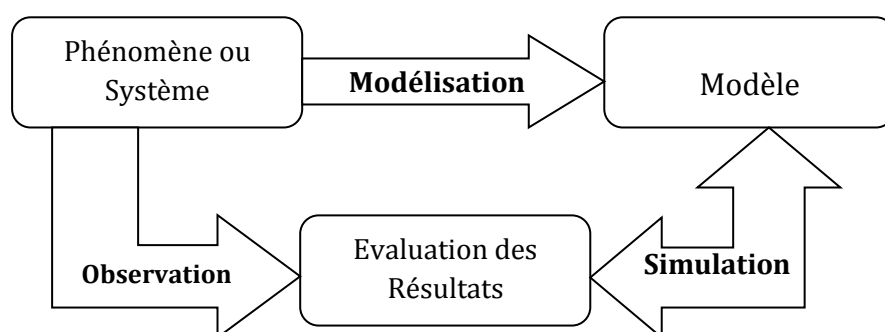 Phénomène ou
Système
Modélisation
Modèle
Observation
Evaluation des
Résultats
Simulation